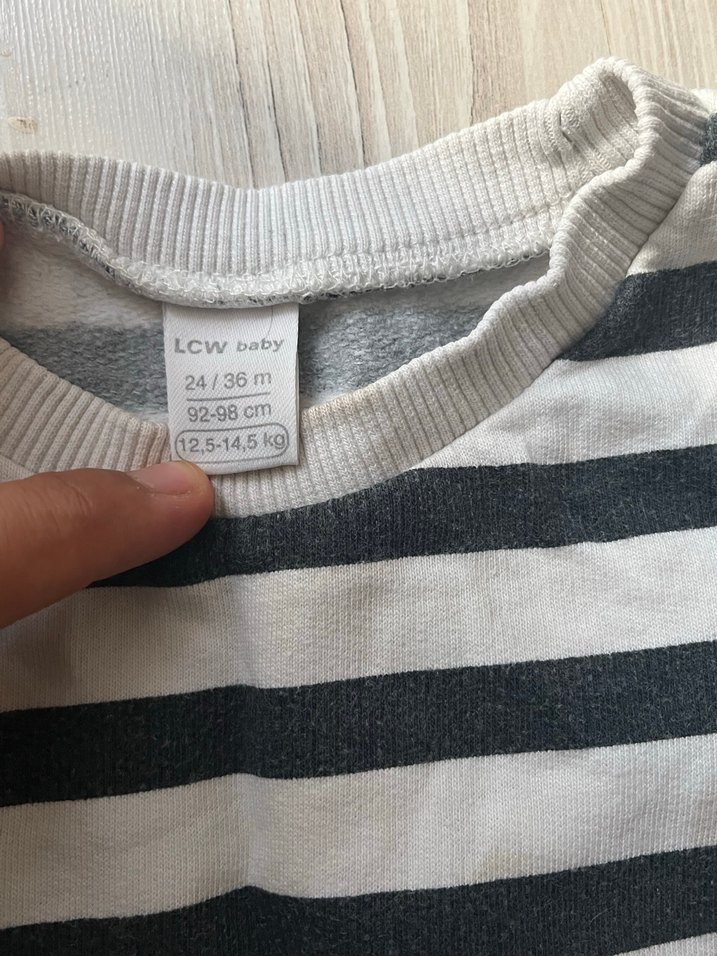 LCW baby
24 / 36 m
92-98 cm
12,5-14,5 kg